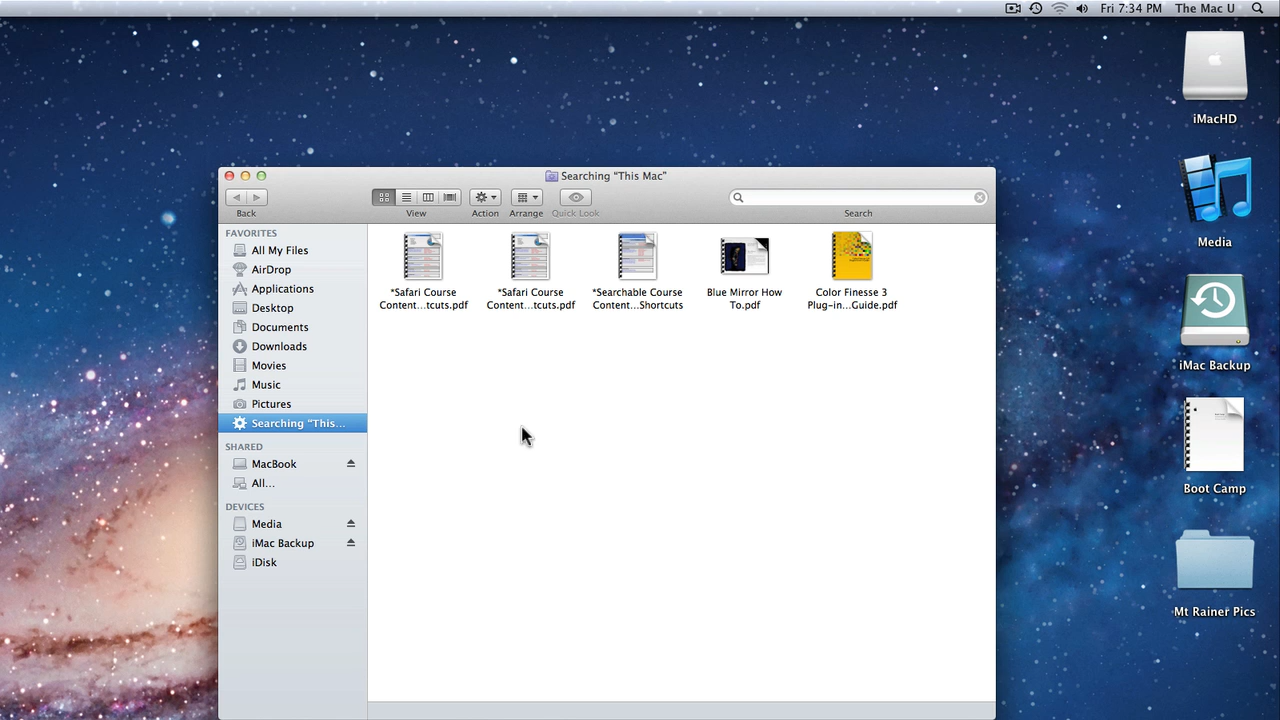 Fri 7:34 PM The Mac U
iMacHD
Media
iMac Backup
Boot Camp
Mt Rainer Pics
Searching “This Mac”
Back
View
Action
Arrange
Quick Look
Search
FAVORITES
All My Files
AirDrop
Applications
Desktop
Documents
Downloads
Movies
Music
Pictures
Searching “This...
SHARED
MacBook
All...
DEVICES
Media
iMac Backup
iDisk
*Safari Course
Content...tcuts.pdf
*Safari Course
Content...tcuts.pdf
*Searchable Course
Content...Shortcuts
Blue Mirror How
To.pdf
Color Finesse 3
Plug-in...Guide.pdf